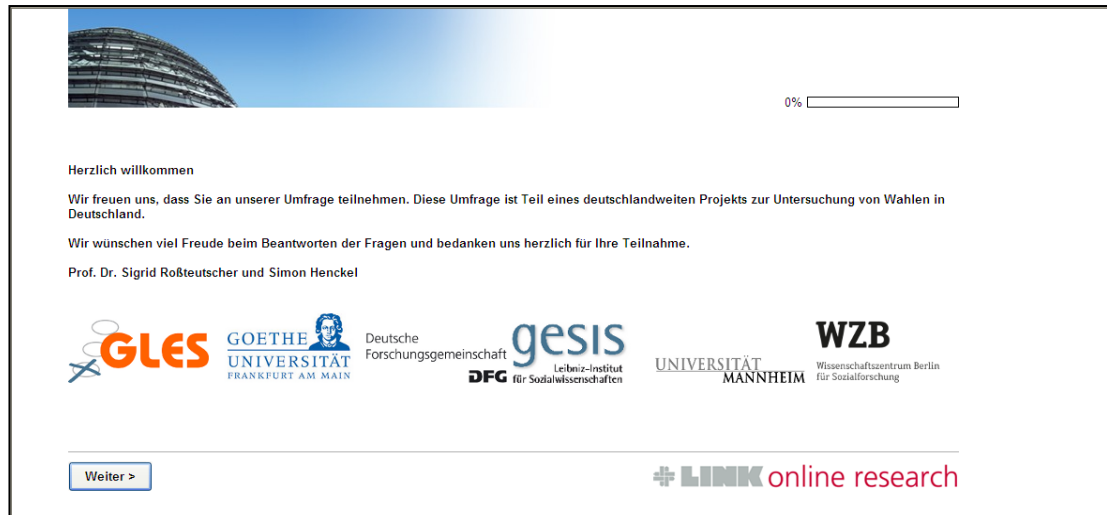 0%
Herzlich willkommen
Wir freuen uns, dass Sie an unserer Umfrage teilnehmen. Diese Umfrage ist Teil eines deutschlandweiten Projekts zur Untersuchung von Wahlen in
Deutschland.
Wir wünschen viel Freude beim Beantworten der Fragen und bedanken uns herzlich für Ihre Teilnahme.
Prof. Dr. Sigrid Roßteutscher und Simon Henckel
GLES
GOETHE
UNIVERSITÄT
FRANKFURT AM MAIN
Deutsche
Forschungsgemeinschaft
DFG
gesis
Leibniz-Institut
für Sozialwissenschaften
UNIVERSITÄT
MANNHEIM
WZB
Wissenschaftszentrum Berlin
für Sozialforschung
Weiter >
LINK online research